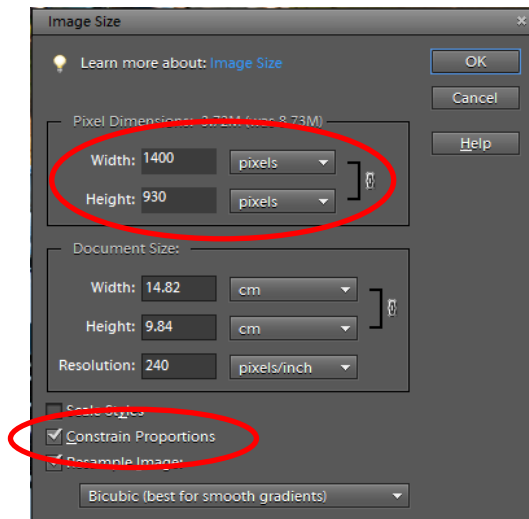 Image Size
Learn more about: Image Size
OK
Cancel
Help
Pixel Dimensions: 3.72M (was 8.73M)
Width: 1400 pixels
Height: 930 pixels
Document Size:
Width: 14.82 cm
Height: 9.84 cm
Resolution: 240 pixels/inch
Scale Styles
Constrain Proportions
Resample Image:
Bicubic (best for smooth gradients)